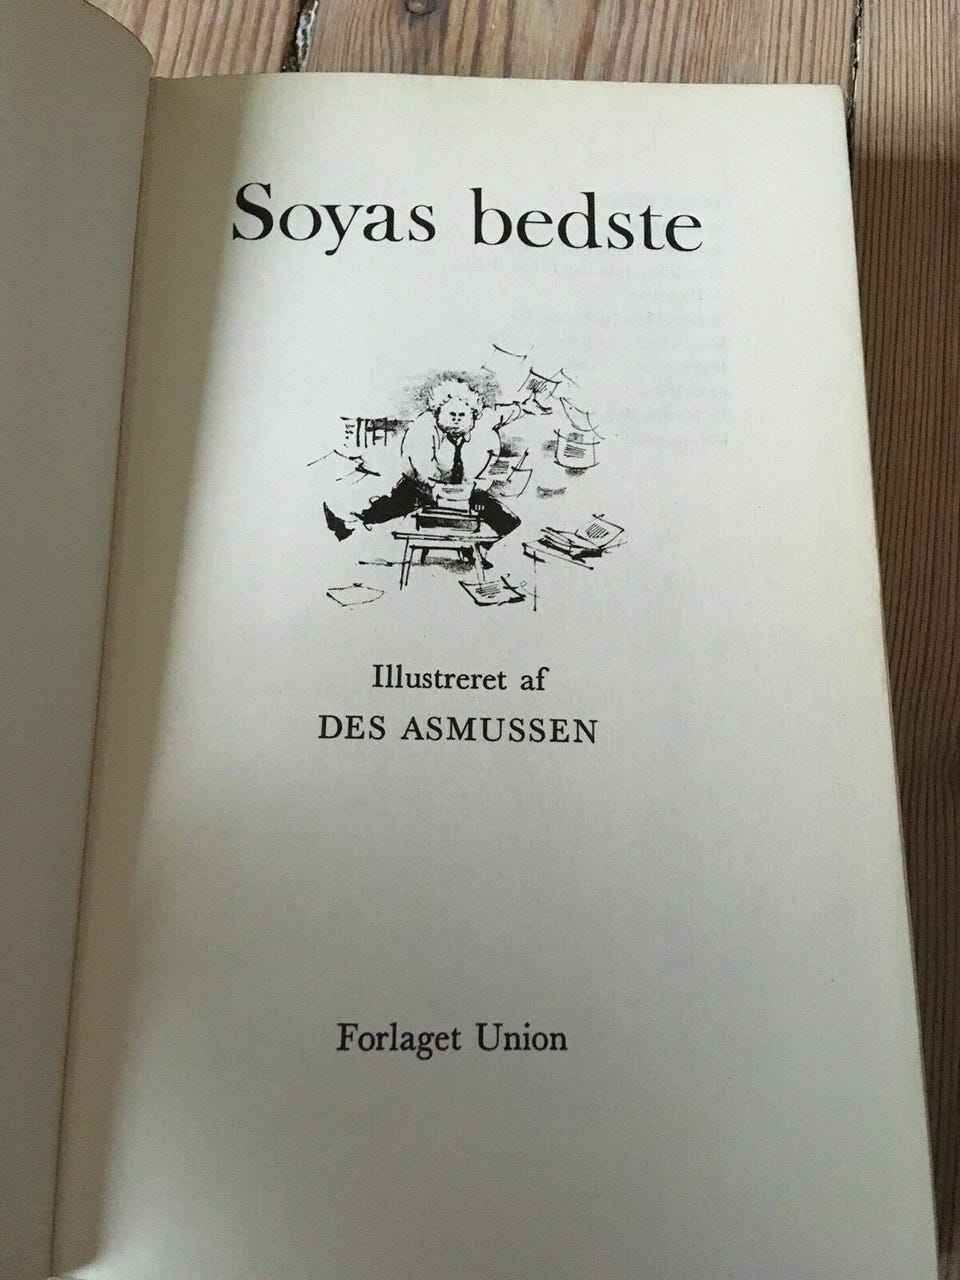 Soyas bedste
Illustreret af
DES ASMUSSEN
Forlaget Union